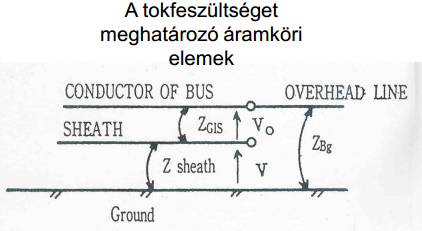 A tokfeszültséget
meghatározó áramköri
elemek
CONDUCTOR OF BUS OVERHEAD LINE
SHEATH ZGIS Vo ZBg
Z sheath V
Ground